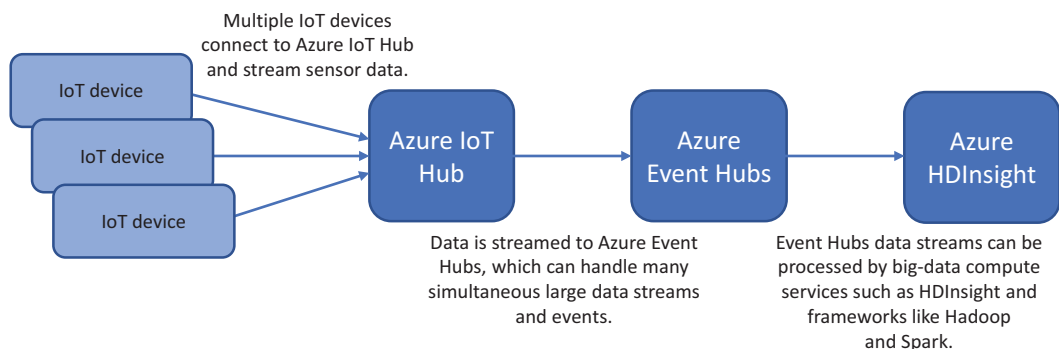 Multiple IoT devices
connect to Azure IoT Hub
and stream sensor data.
IoT device
IoT device
IoT device
Azure IoT
Hub
Azure
Event Hubs
Azure
HDInsight
Data is streamed to Azure Event
Hubs, which can handle many
simultaneous large data streams
and events.
Event Hubs data streams can be
processed by big-data compute
services such as HDInsight and
frameworks like Hadoop
and Spark.